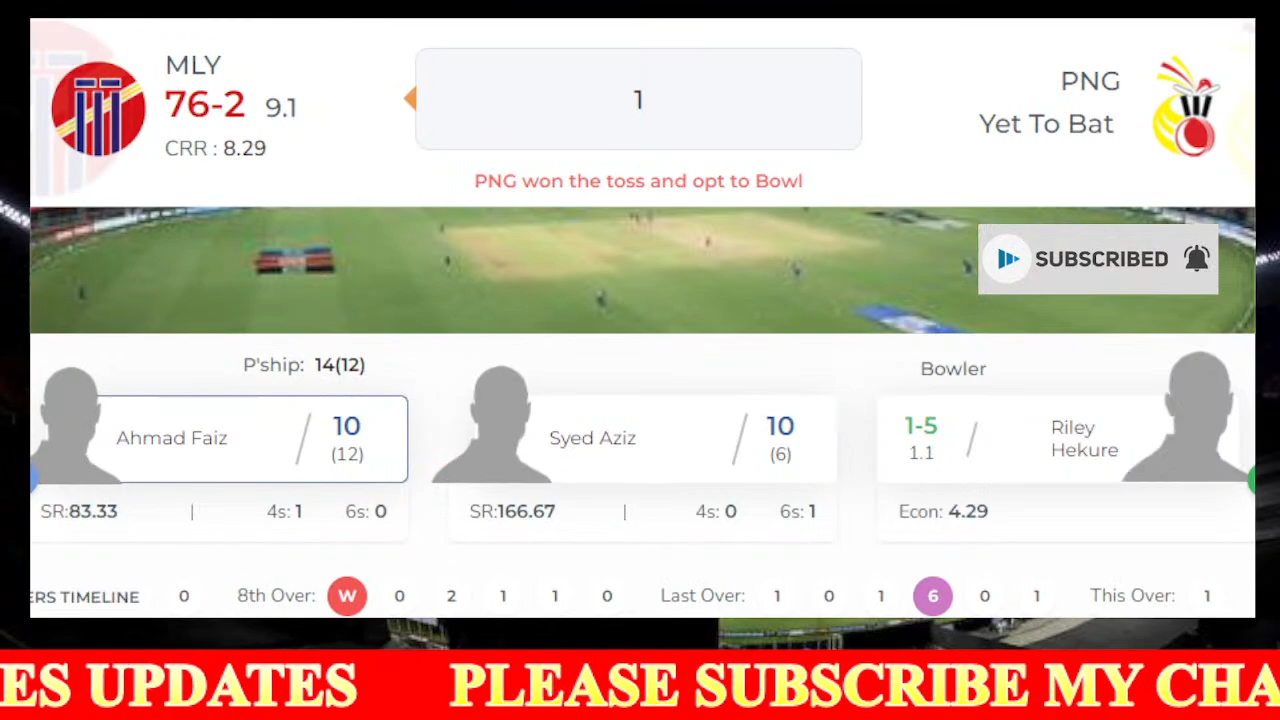 MLY
76-2 9.1
CRR : 8.29
1
PNG
Yet To Bat
PNG won the toss and opt to Bowl
SUBSCRIBED
P'ship: 14(12)
Bowler
Ahmad Faiz / 10
(12)
Syed Aziz / 10
(6)
1-5
1.1 / Riley
Hekure
SR:83.33 | 4s: 1 6s: 0
SR:166.67 | 4s: 0 6s: 1
Econ: 4.29
ERS TIMELINE 0 8th Over: W 0 2 1 1 0 Last Over: 1 0 1 6 0 1 This Over: 1
ES UPDATES PLEASE SUBSCRIBE MY CHA